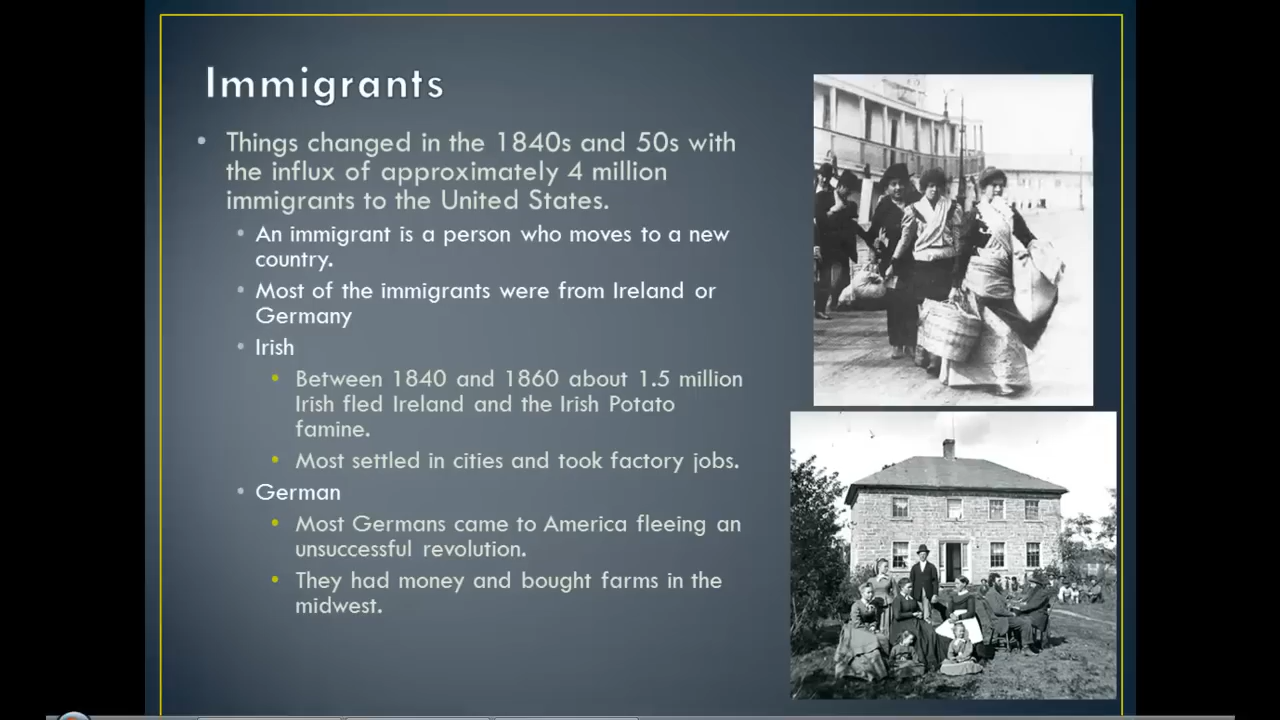 Immigrants
• Things changed in the 1840s and 50s with
the influx of approximately 4 million
immigrants to the United States.
• An immigrant is a person who moves to a new
country.
• Most of the immigrants were from Ireland or
Germany
• Irish
• Between 1840 and 1860 about 1.5 million
Irish fled Ireland and the Irish Potato
famine.
• Most settled in cities and took factory jobs.
• German
• Most Germans came to America fleeing an
unsuccessful revolution.
• They had money and bought farms in the
midwest.